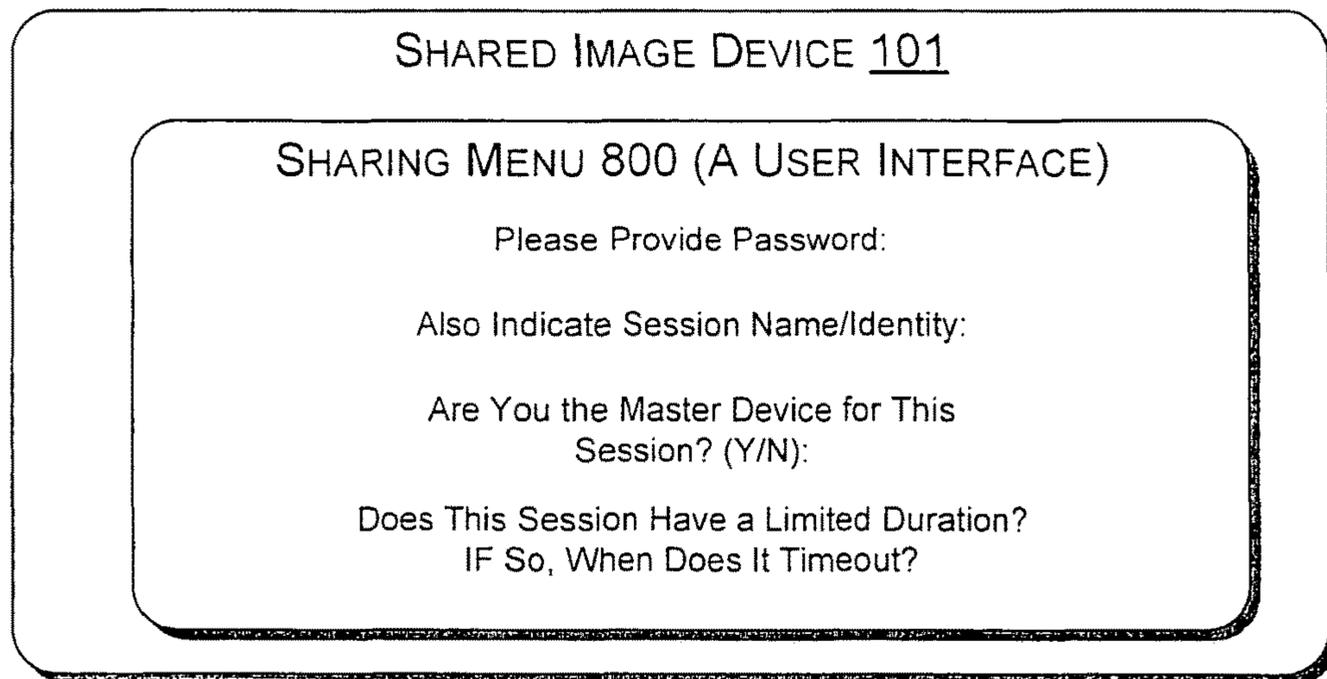 SHARED IMAGE DEVICE 101
SHARING MENU 800 (A USER INTERFACE)
Please Provide Password:
Also Indicate Session Name/Identity:
Are You the Master Device for This
Session? (Y/N):
Does This Session Have a Limited Duration?
IF So, When Does It Timeout?